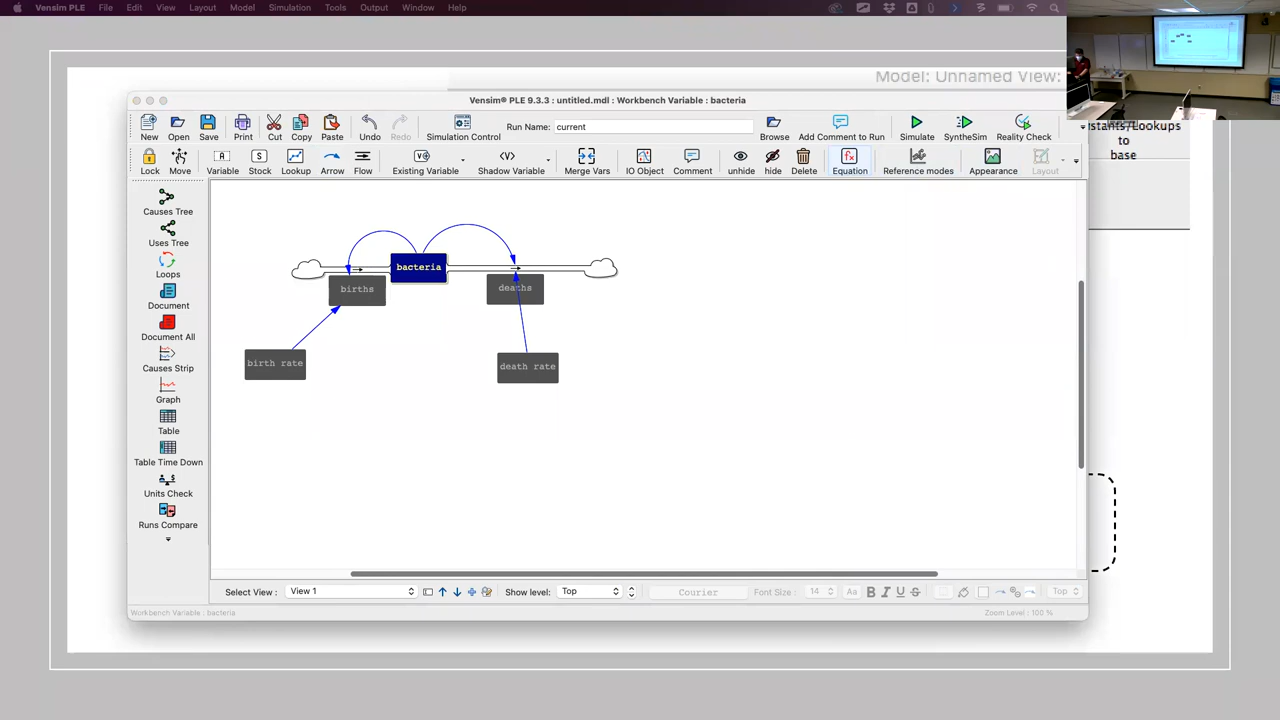 Vensim PLE File Edit View Layout Model Simulation Tools Output Window Help
Model: Unnamed View:
Vensim® PLE 9.3.3 : untitled.mdl : Workbench Variable : bacteria
New Open Save Print Cut Copy Paste Undo Redo Simulation Control Run Name: current Browse Add Comment to Run Simulate SyntheSim Reality Check
Lock Move Variable Stock Lookup Arrow Flow Existing Variable Shadow Variable Merge Vars IO Object Comment unhide hide Delete Equation Reference modes Appearance Layout
stants/Lookups
to
base
Causes Tree
Uses Tree
Loops
Document
Document All
Causes Strip
Graph
Table
Table Time Down
Units Check
Runs Compare
bacteria
births
deaths
birth rate
death rate
Select View : View 1 Show level: Top Courier Font Size : 14 Aa B I U S Top
Workbench Variable : bacteria Zoom Level : 100 %